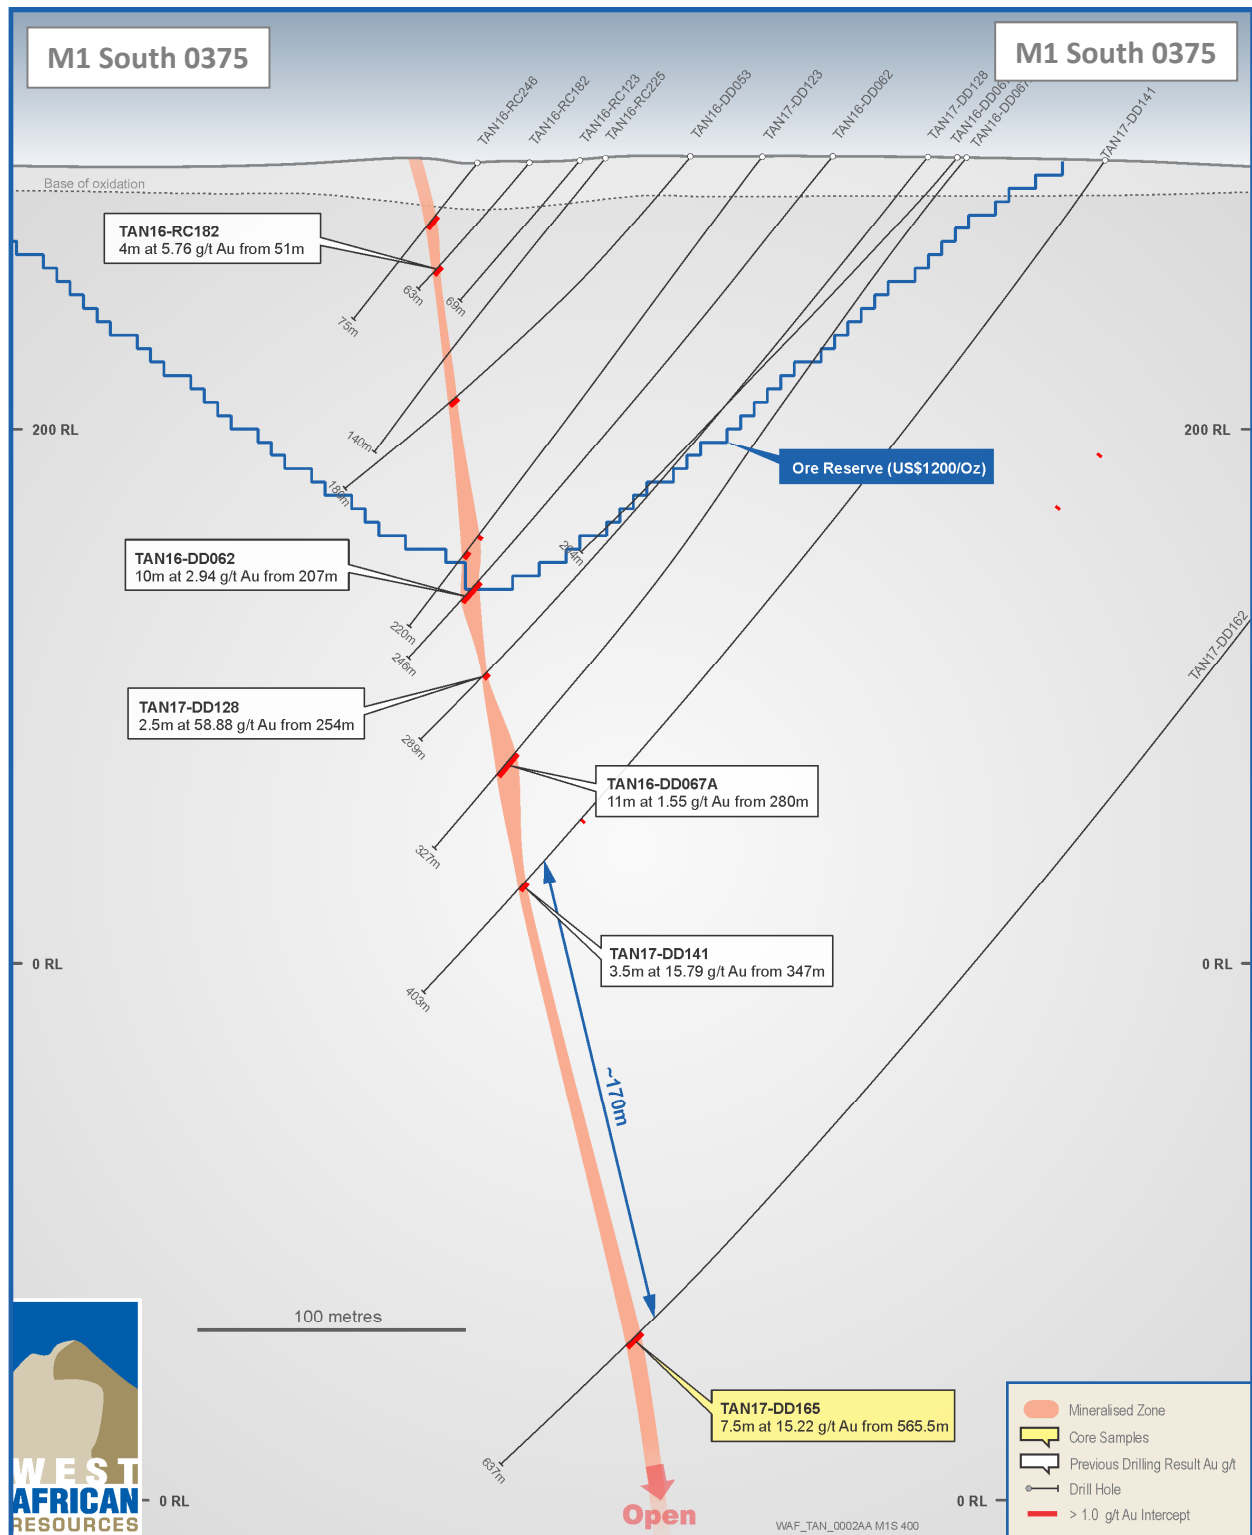 M1 South 0375
M1 South 0375
TAN16-RC246
TAN16-RC182
TAN16-RC123
TAN16-RC225
TAN16-DD053
TAN17-DD123
TAN16-DD062
TAN17-DD128
TAN16-DD067
TAN17-DD141
Base of oxidation
TAN16-RC182
4m at 5.76 g/t Au from 51m
63m
69m
75m
140m
200 RL
200 RL
Ore Reserve (US$1200/Oz)
TAN16-DD062
10m at 2.94 g/t Au from 207m
220m
246m
TAN17-DD162
TAN17-DD128
2.5m at 58.88 g/t Au from 254m
289m
TAN16-DD067A
11m at 1.55 g/t Au from 280m
327m
TAN17-DD141
3.5m at 15.79 g/t Au from 347m
0 RL
0 RL
403m
~170m
100 metres
TAN17-DD165
7.5m at 15.22 g/t Au from 565.5m
637m
Open
0 RL
0 RL
WEST
AFRICAN
RESOURCES
Mineralised Zone
Core Samples
Previous Drilling Result Au g/t
Drill Hole
> 1.0 g/t Au Intercept
WAF_TAN_0002AA M1S 400